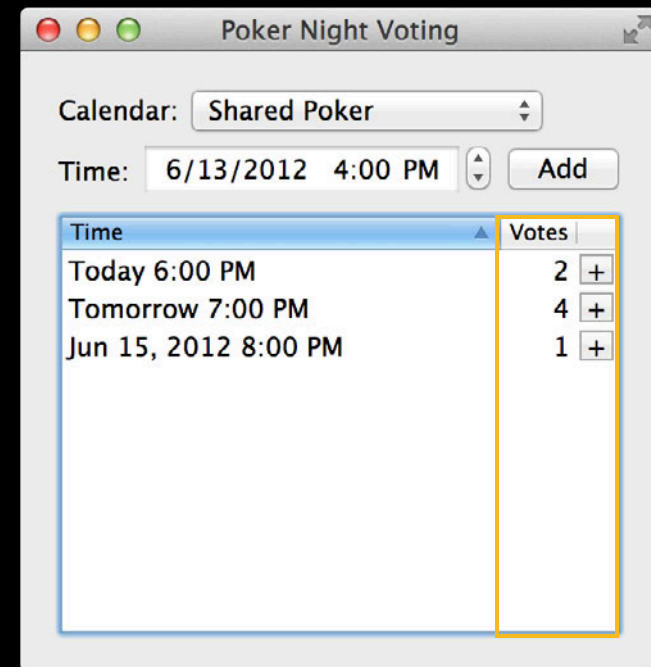 Poker Night Voting
Calendar: Shared Poker
Time: 6/13/2012 4:00 PM Add
Time Votes
Today 6:00 PM 2 +
Tomorrow 7:00 PM 4 +
Jun 15, 2012 8:00 PM 1 +